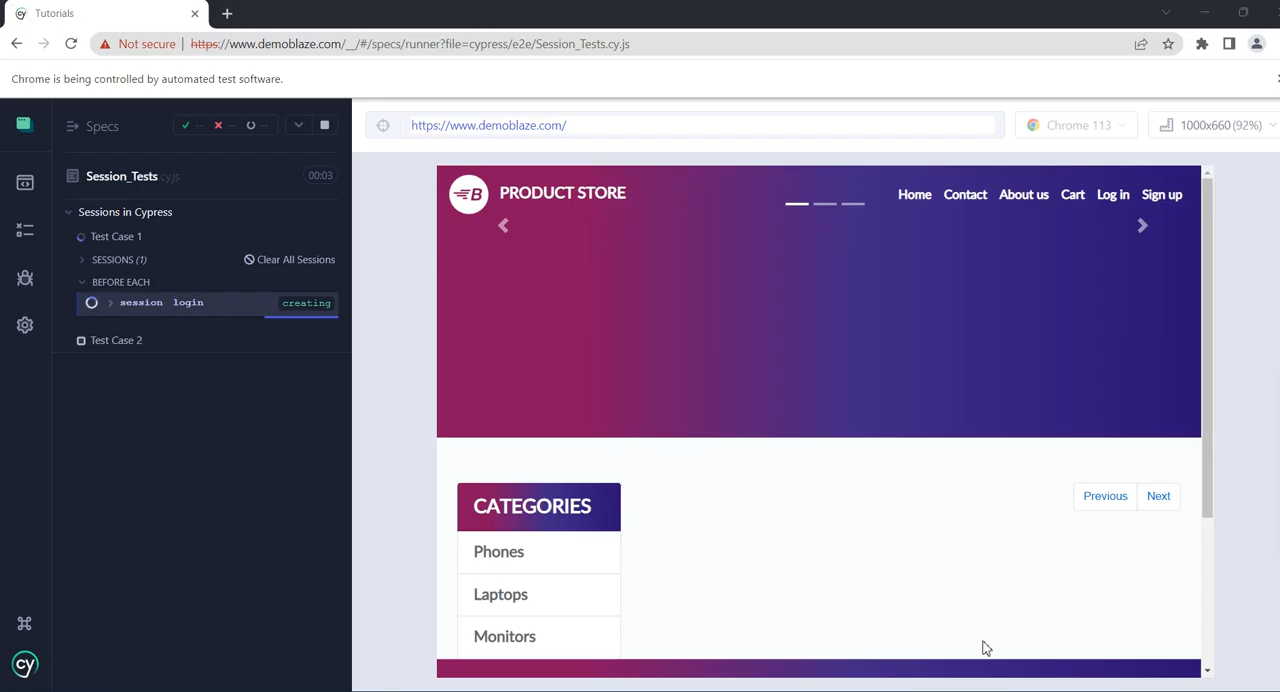 Tutorials
Not secure | https://www.demoblaze.com/__/#/specs/runner?file=cypress/e2e/Session_Tests.cy.js
Chrome is being controlled by automated test software.
Specs
-- -- --
https://www.demoblaze.com/
Chrome 113
1000x660 (92%)
Session_Tests.cy.js
00:03
Sessions in Cypress
Test Case 1
SESSIONS (1)
Clear All Sessions
BEFORE EACH
session login
creating
Test Case 2
cy
B
PRODUCT STORE
Home
Contact
About us
Cart
Log in
Sign up
CATEGORIES
Phones
Laptops
Monitors
Previous
Next